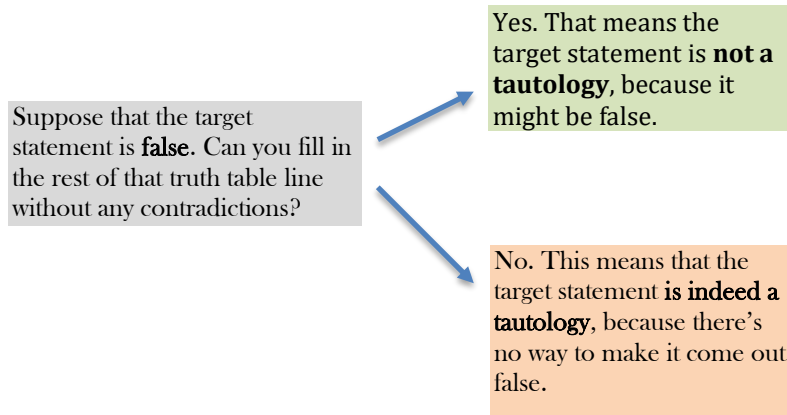 Suppose that the target
statement is false. Can you fill in
the rest of that truth table line
without any contradictions?
Yes. That means the
target statement is not a
tautology, because it
might be false.
No. This means that the
target statement is indeed a
tautology, because there’s
no way to make it come out
false.